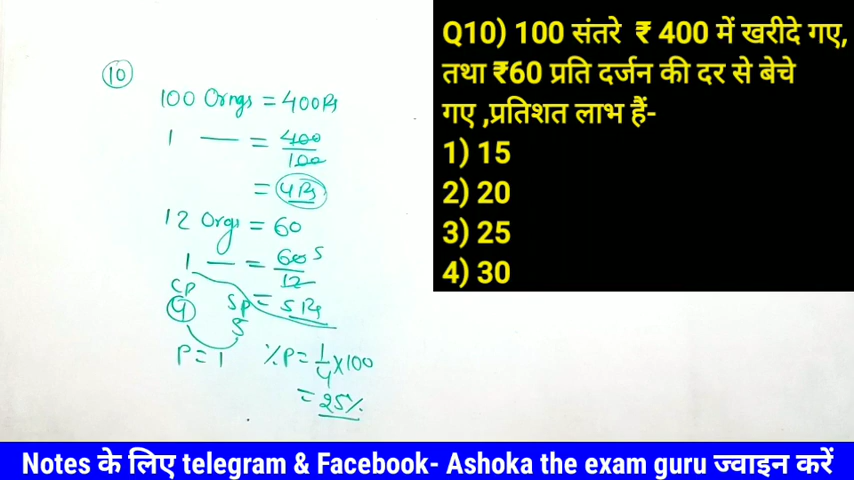 10
100 Orngs = 400Rs
1 — = 400/100
= 4Rs
12 Orgs = 60
1 — = 60/12 5
CP SP = 5Rs
4 5
P = 1 %P = 1/4 × 100
= 25%
Q10) 100 संतरे ₹ 400 में खरीदे गए,
तथा ₹60 प्रति दर्जन की दर से बेचे
गए ,प्रतिशत लाभ हैं-
1) 15
2) 20
3) 25
4) 30
Notes के लिए telegram & Facebook- Ashoka the exam guru ज्वाइन करें